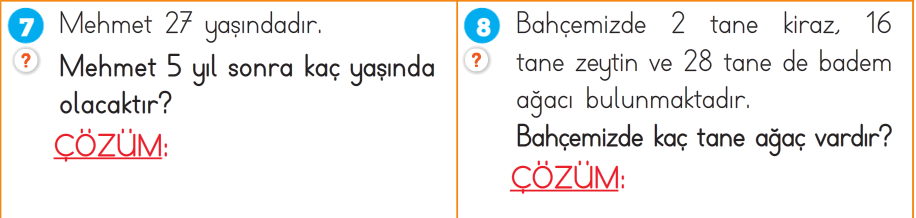 7 Mehmet 27 yaşındadır.
? Mehmet 5 yıl sonra kaç yaşında
olacaktır?
ÇÖZÜM:
8 Bahçemizde 2 tane kiraz, 16
? tane zeytin ve 28 tane de badem
ağacı bulunmaktadır.
Bahçemizde kaç tane ağaç vardır?
ÇÖZÜM: